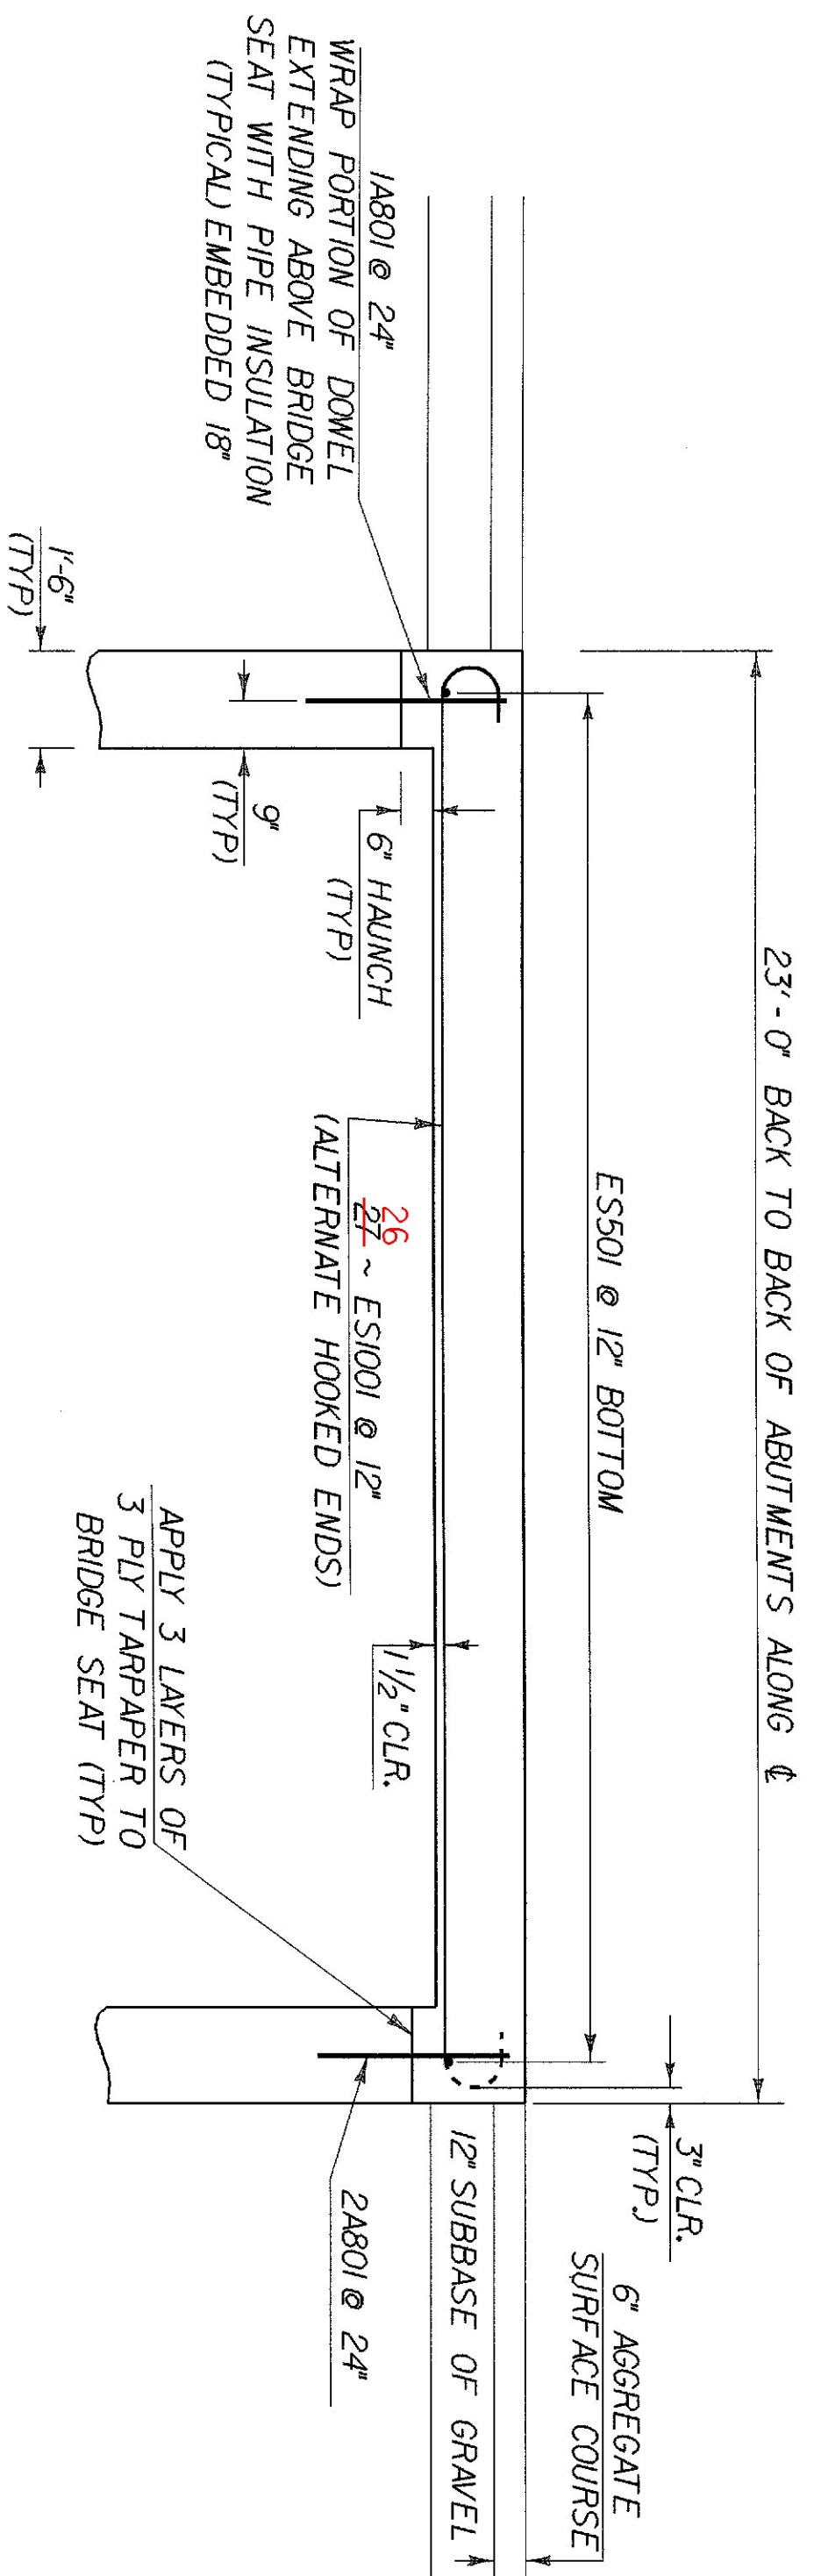 23'-0" BACK TO BACK OF ABUTMENTS ALONG ℄
3" CLR.
(TYP.)
6" AGGREGATE
SURFACE COURSE
ES501 @ 12" BOTTOM
12" SUBBASE OF GRAVEL
1A801 @ 24"
WRAP PORTION OF DOWEL
EXTENDING ABOVE BRIDGE
SEAT WITH PIPE INSULATION
(TYPICAL) EMBEDDED 18"
6" HAUNCH
(TYP)
26
27 ~ ES1001 @ 12"
(ALTERNATE HOOKED ENDS)
1 1/2" CLR.
2A801 @ 24"
9"
(TYP)
APPLY 3 LAYERS OF
3 PLY TARPAPER TO
BRIDGE SEAT (TYP)
1'-6"
(TYP)